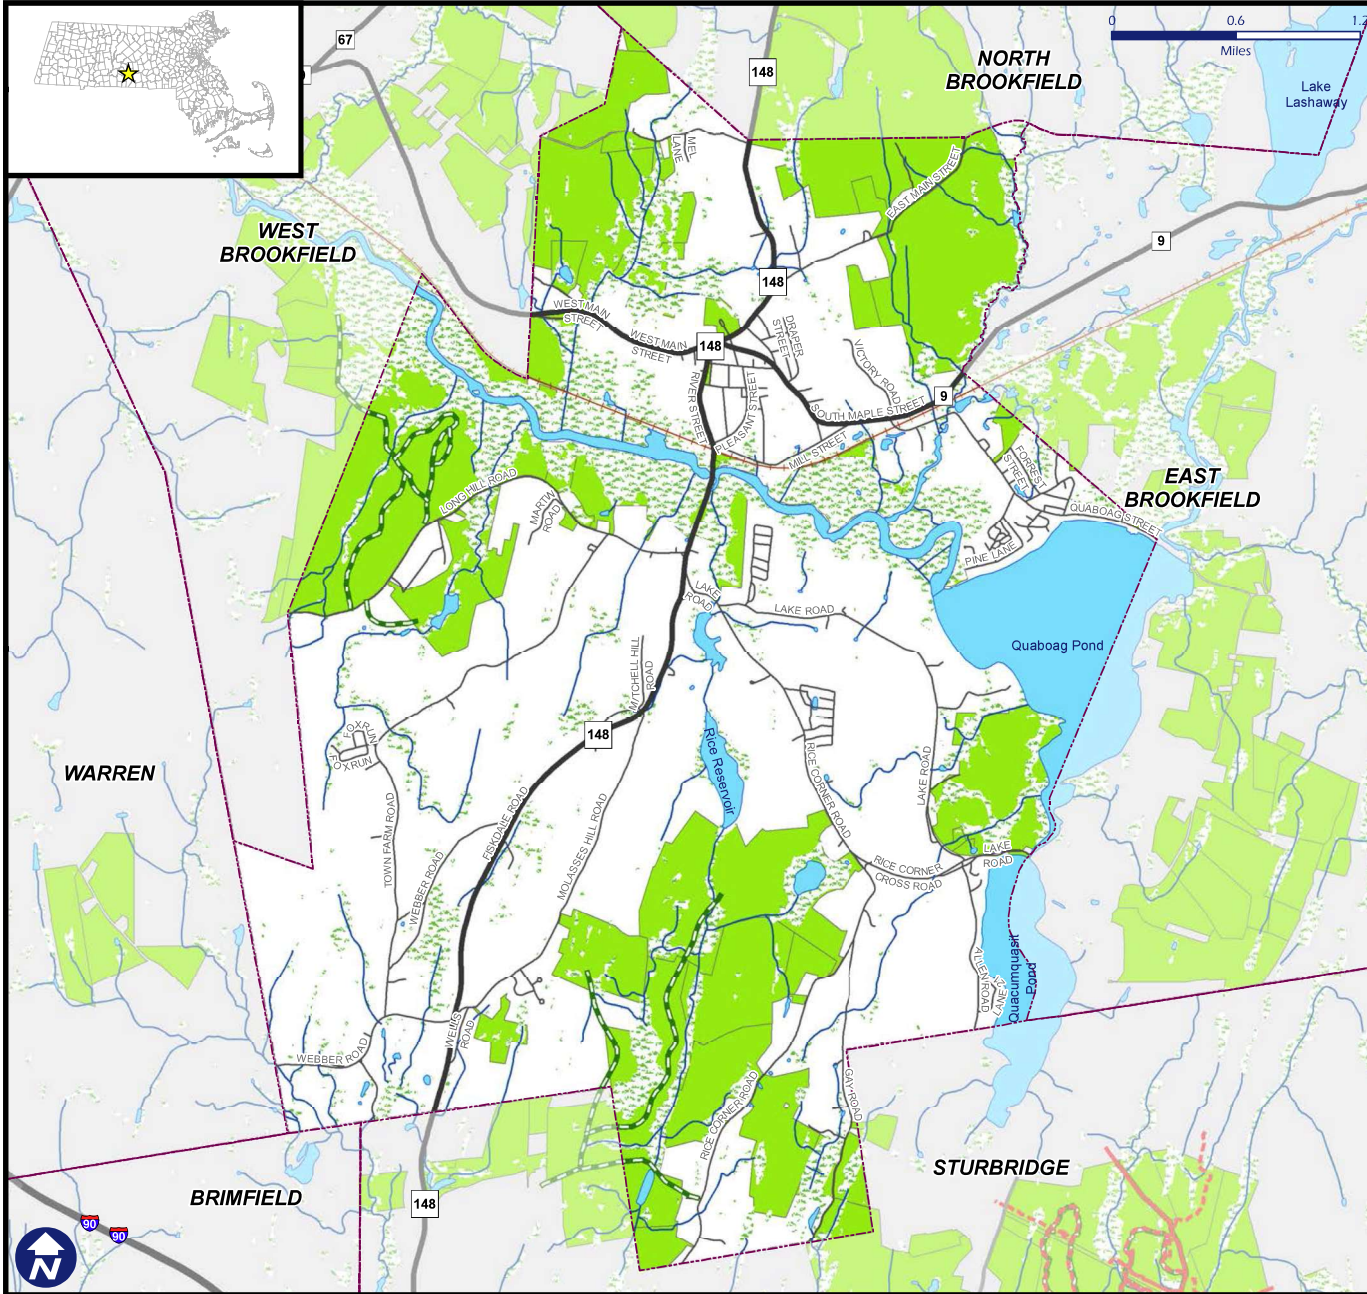 67
148
NORTH
BROOKFIELD
0
0.6
1.2
Miles
Lake
Lashaway
MEL
LANE
EAST MAIN STREET
WEST
BROOKFIELD
9
148
WEST MAIN
STREET
WEST MAIN
STREET
148
DRAPER
STREET
VICTORY ROAD
RIVER STREET
PLEASANT STREET
SOUTH MAPLE STREET
9
MILL STREET
FORREST
STREET
EAST
BROOKFIELD
LONG HILL ROAD
MARTIN
ROAD
QUABOAG STREET
PINE LANE
LAKE
ROAD
LAKE ROAD
Quaboag Pond
MITCHELL HILL
ROAD
FOX RUN
FOX RUN
148
Rice Reservoir
WARREN
RICE CORNER ROAD
LAKE ROAD
TOWN FARM ROAD
WEBBER ROAD
FISKDALE ROAD
MOLASSES HILL ROAD
RICE CORNER
CROSS ROAD
LAKE
ROAD
ALLEN ROAD
LANE
Quacumquasit
Pond
WELLS
ROAD
WEBBER ROAD
RICE CORNER ROAD
GAY ROAD
STURBRIDGE
BRIMFIELD
148
90
90
N